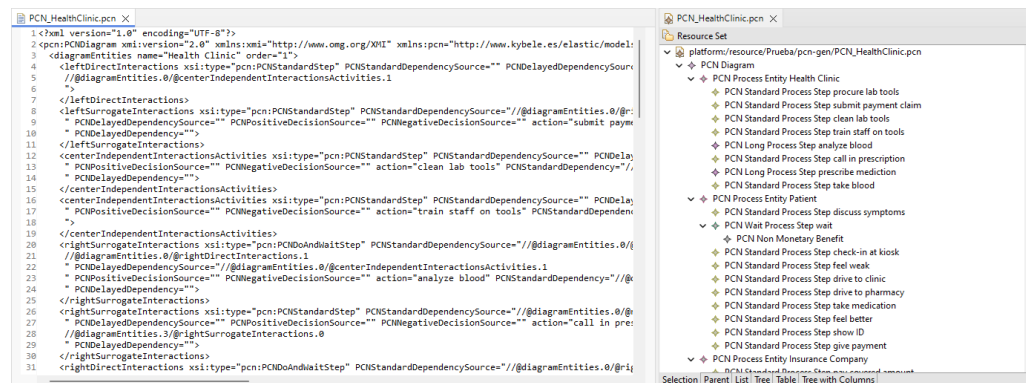 PCN_HealthClinic.pcn
1 <?xml version="1.0" encoding="UTF-8"?>
2 <pcn:PCNDiagram xmi:version="2.0" xmlns:xmi="http://www.omg.org/XMI" xmlns:pcn="http://www.kybele.es/elastic/models
3 <diagramEntities name="Health Clinic" order="1">
4 <leftDirectInteractions xsi:type="pcn:PCNStandardStep" PCNStandardDependencySource="" PCNDelayedDependencySourc
5 //@diagramEntities.0/@centerIndependentInteractionsActivities.1
6 ">
7 </leftDirectInteractions>
8 <leftSurrogateInteractions xsi:type="pcn:PCNStandardStep" PCNStandardDependencySource="//@diagramEntities.0/@ri
9 " PCNDelayedDependencySource="" PCNPositiveDecisionSource="" PCNNegativeDecisionSource="" action="submit payme
10 " PCNDelayedDependency="">
11 </leftSurrogateInteractions>
12 <centerIndependentInteractionsActivities xsi:type="pcn:PCNStandardStep" PCNStandardDependencySource="" PCNDelay
13 " PCNPositiveDecisionSource="" PCNNegativeDecisionSource="" action="clean lab tools" PCNStandardDependency="//
14 " PCNDelayedDependency="">
15 </centerIndependentInteractionsActivities>
16 <centerIndependentInteractionsActivities xsi:type="pcn:PCNStandardStep" PCNStandardDependencySource="" PCNDelay
17 " PCNPositiveDecisionSource="" PCNNegativeDecisionSource="" action="train staff on tools" PCNStandardDependenc
18 ">
19 </centerIndependentInteractionsActivities>
20 <rightSurrogateInteractions xsi:type="pcn:PCNDoAndWaitStep" PCNStandardDependencySource="//@diagramEntities.0/@
21 //@diagramEntities.0/@rightDirectInteractions.1
22 " PCNDelayedDependencySource="//@diagramEntities.0/@centerIndependentInteractionsActivities.1
23 " PCNPositiveDecisionSource="" PCNNegativeDecisionSource="" action="analyze blood" PCNStandardDependency="//@d
24 " PCNDelayedDependency="">
25 </rightSurrogateInteractions>
26 <rightSurrogateInteractions xsi:type="pcn:PCNStandardStep" PCNStandardDependencySource="//@diagramEntities.0/@r
27 " PCNDelayedDependencySource="" PCNPositiveDecisionSource="" PCNNegativeDecisionSource="" action="call in pres
28 //@diagramEntities.3/@rightSurrogateInteractions.0
29 " PCNDelayedDependency="">
30 </rightSurrogateInteractions>
31 <rightDirectInteractions xsi:type="pcn:PCNStandardStep" PCNStandardDependencySource="//@diagramEntities.0/@rig
PCN_HealthClinic.pcn
Resource Set
platform:/resource/Prueba/pcn-gen/PCN_HealthClinic.pcn
PCN Diagram
PCN Process Entity Health Clinic
PCN Standard Process Step procure lab tools
PCN Standard Process Step submit payment claim
PCN Standard Process Step clean lab tools
PCN Standard Process Step train staff on tools
PCN Long Process Step analyze blood
PCN Standard Process Step call in prescription
PCN Long Process Step prescribe mediction
PCN Standard Process Step take blood
PCN Process Entity Patient
PCN Standard Process Step discuss symptoms
PCN Wait Process Step wait
PCN Non Monetary Benefit
PCN Standard Process Step check-in at kiosk
PCN Standard Process Step feel weak
PCN Standard Process Step drive to clinic
PCN Standard Process Step drive to pharmacy
PCN Standard Process Step take medication
PCN Standard Process Step feel better
PCN Standard Process Step show ID
PCN Standard Process Step give payment
PCN Process Entity Insurance Company
PCN Standard Process Step pay covered amount
Selection Parent List Tree Table Tree with Columns